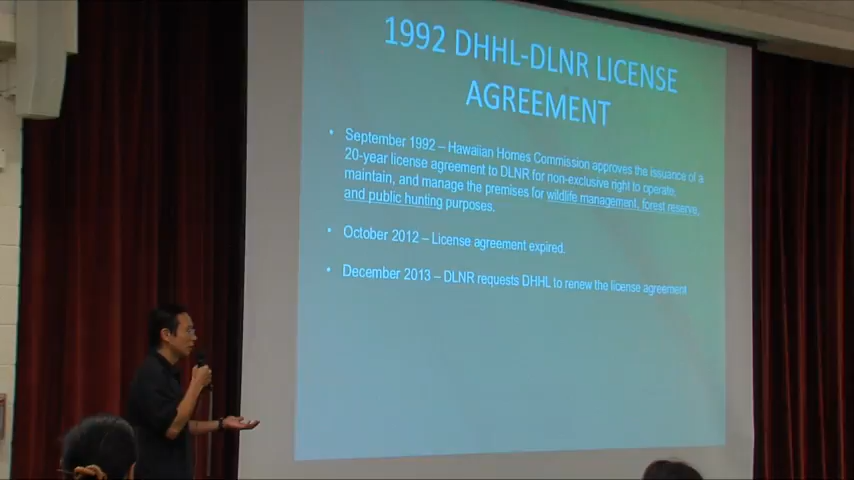 1992 DHHL-DLNR LICENSE
AGREEMENT
• September 1992 – Hawaiian Homes Commission approves the issuance of a
20-year license agreement to DLNR for non-exclusive right to operate,
maintain, and manage the premises for wildlife management, forest reserve,
and public hunting purposes.
• October 2012 – License agreement expired.
• December 2013 – DLNR requests DHHL to renew the license agreement